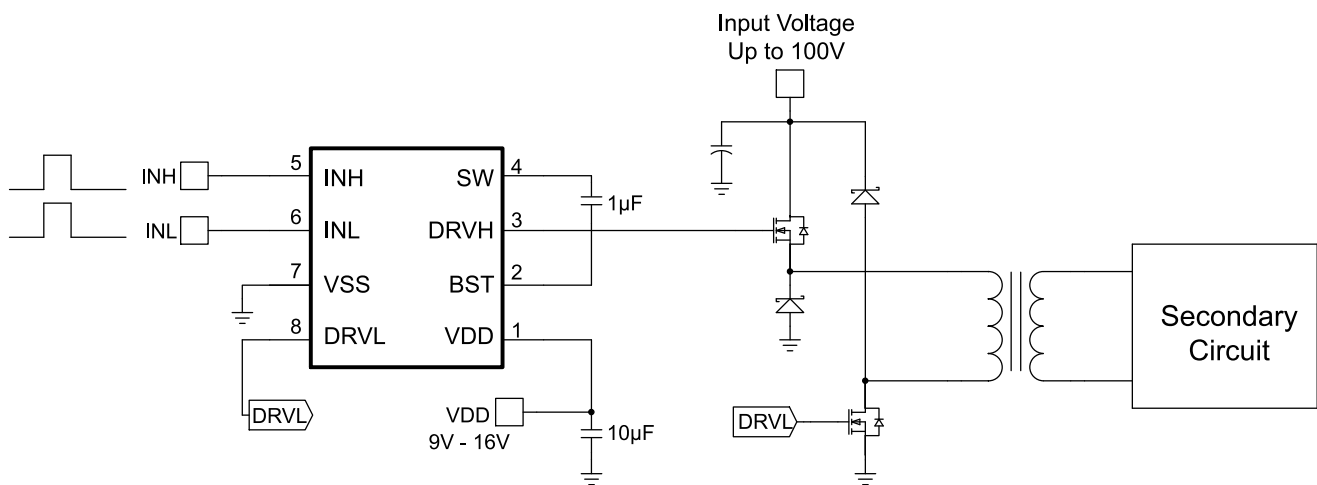 Input Voltage
Up to 100V
INH
INL
5
INH
SW
4
6
INL
DRVH
3
7
VSS
BST
2
8
DRVL
VDD
1
1µF
DRVL
VDD
9V - 16V
10µF
DRVL
Secondary
Circuit